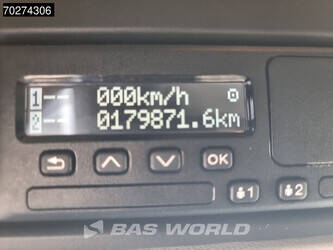 70274306
1 -- -- 000km/h
2 -- -- 0179871.6km
OK
1 2
BAS WORLD